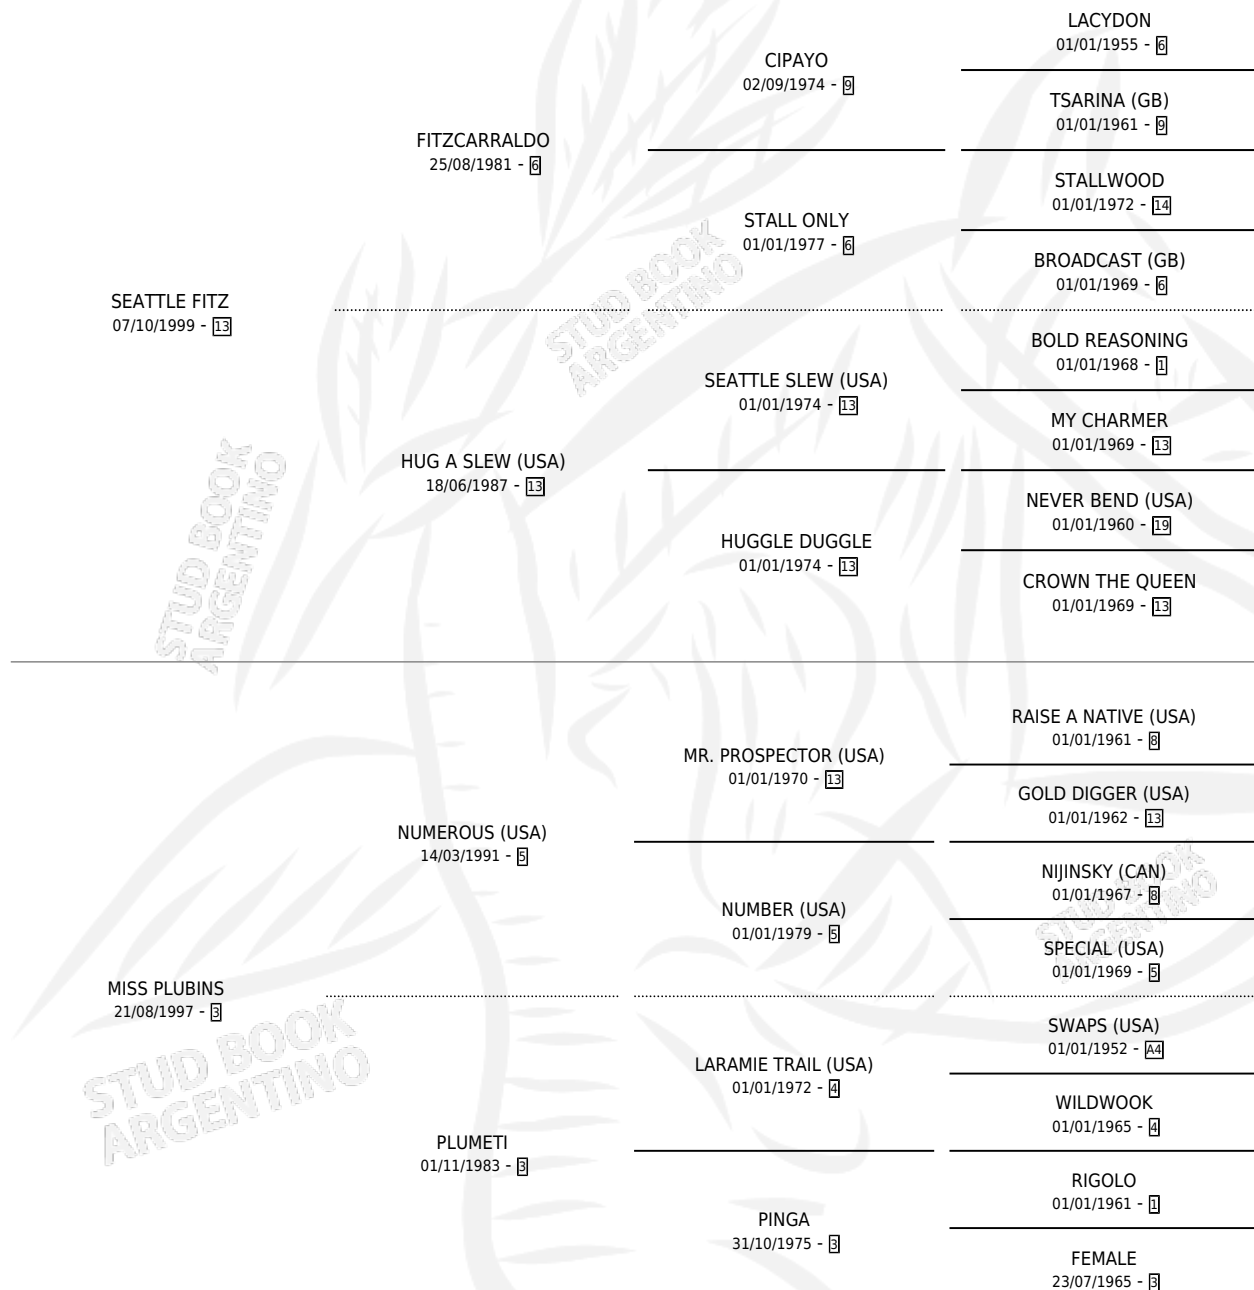 LACYDON
01/01/1955 - 6
CIPAYO
02/09/1974 - 9
TSARINA (GB)
01/01/1961 - 9
FITZCARRALDO
25/08/1981 - 6
STALLWOOD
01/01/1972 - 14
STALL ONLY
01/01/1977 - 6
BROADCAST (GB)
01/01/1969 - 6
SEATTLE FITZ
07/10/1999 - 13
BOLD REASONING
01/01/1968 - 1
SEATTLE SLEW (USA)
01/01/1974 - 13
MY CHARMER
01/01/1969 - 13
HUG A SLEW (USA)
18/06/1987 - 13
NEVER BEND (USA)
01/01/1960 - 19
HUGGLE DUGGLE
01/01/1974 - 13
CROWN THE QUEEN
01/01/1969 - 13
RAISE A NATIVE (USA)
01/01/1961 - 8
MR. PROSPECTOR (USA)
01/01/1970 - 13
GOLD DIGGER (USA)
01/01/1962 - 13
NUMEROUS (USA)
14/03/1991 - 5
NIJINSKY (CAN)
01/01/1967 - 8
NUMBER (USA)
01/01/1979 - 5
SPECIAL (USA)
01/01/1969 - 5
MISS PLUBINS
21/08/1997 - 3
SWAPS (USA)
01/01/1952 - A4
LARAMIE TRAIL (USA)
01/01/1972 - 4
WILDWOOK
01/01/1965 - 4
PLUMETI
01/11/1983 - 3
RIGOLO
01/01/1961 - 1
PINGA
31/10/1975 - 3
FEMALE
23/07/1965 - 3
STUD BOOK
ARGENTINO
STUD BOOK
ARGENTINO
STUD BOOK
ARGENTINO
STUD BOOK
ARGENTINO